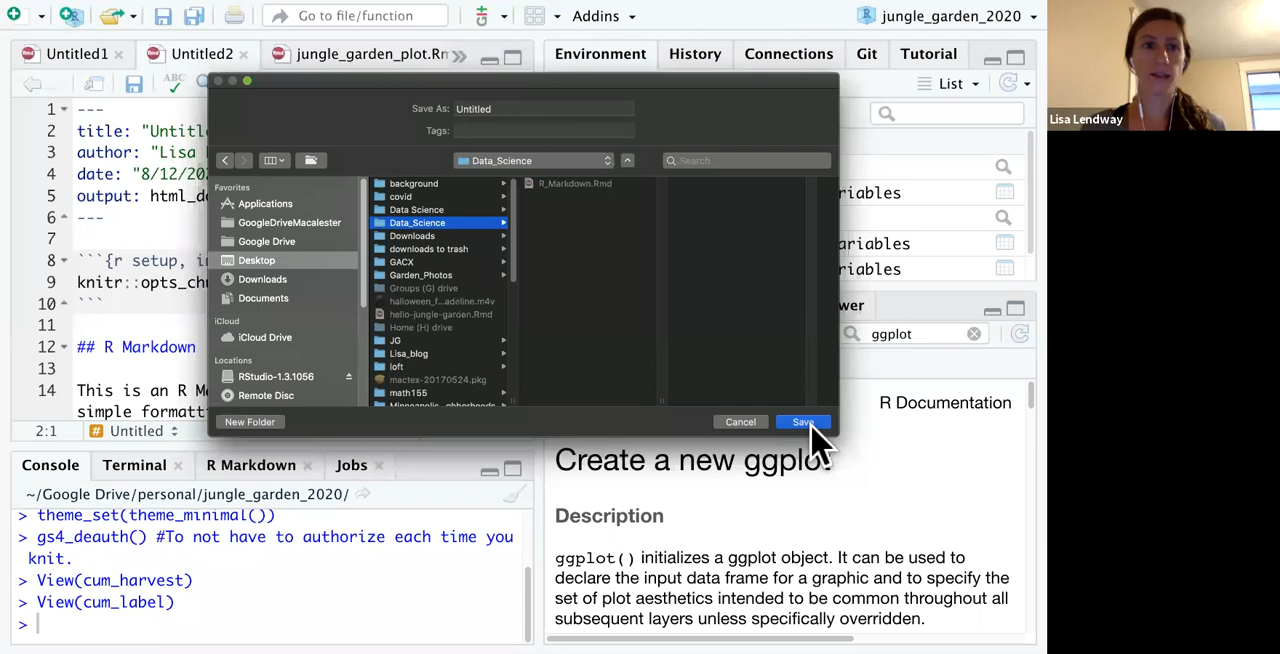 Go to file/function
Addins
jungle_garden_2020
Untitled1
Untitled2
jungle_garden_plot.Rm
Environment
History
Connections
Git
Tutorial
ABC
List
1 ---
2 title: "Untitle
3 author: "Lisa
4 date: "8/12/20
5 output: html_do
6 ---
7
8 ```{r setup, in
9 knitr::opts_ch
10 ```
11
12 ## R Markdown
13
14 This is an R M
simple formatt
2:1
Untitled
Save As: Untitled
Tags:
Data_Science
Search
Favorites
Applications
GoogleDriveMacalester
Google Drive
Desktop
Downloads
Documents
iCloud
iCloud Drive
Locations
RStudio-1.3.1056
Remote Disc
background
covid
Data Science
Data_Science
Downloads
downloads to trash
GACX
Garden_Photos
Groups (G) drive
halloween_f...adeline.m4v
hello-jungle-garden.Rmd
Home (H) drive
JG
Lisa_blog
loft
mactex-20170524.pkg
math155
R_Markdown.Rmd
New Folder
Cancel
Save
ariables
ariables
ariables
wer
ggplot
R Documentation
Create a new ggplot
Description
ggplot() initializes a ggplot object. It can be used to
declare the input data frame for a graphic and to specify the
set of plot aesthetics intended to be common throughout all
subsequent layers unless specifically overridden.
Console
Terminal
R Markdown
Jobs
~/Google Drive/personal/jungle_garden_2020/
> theme_set(theme_minimal())
> gs4_deauth() #To not have to authorize each time you
knit.
> View(cum_harvest)
> View(cum_label)
>
Lisa Lendway